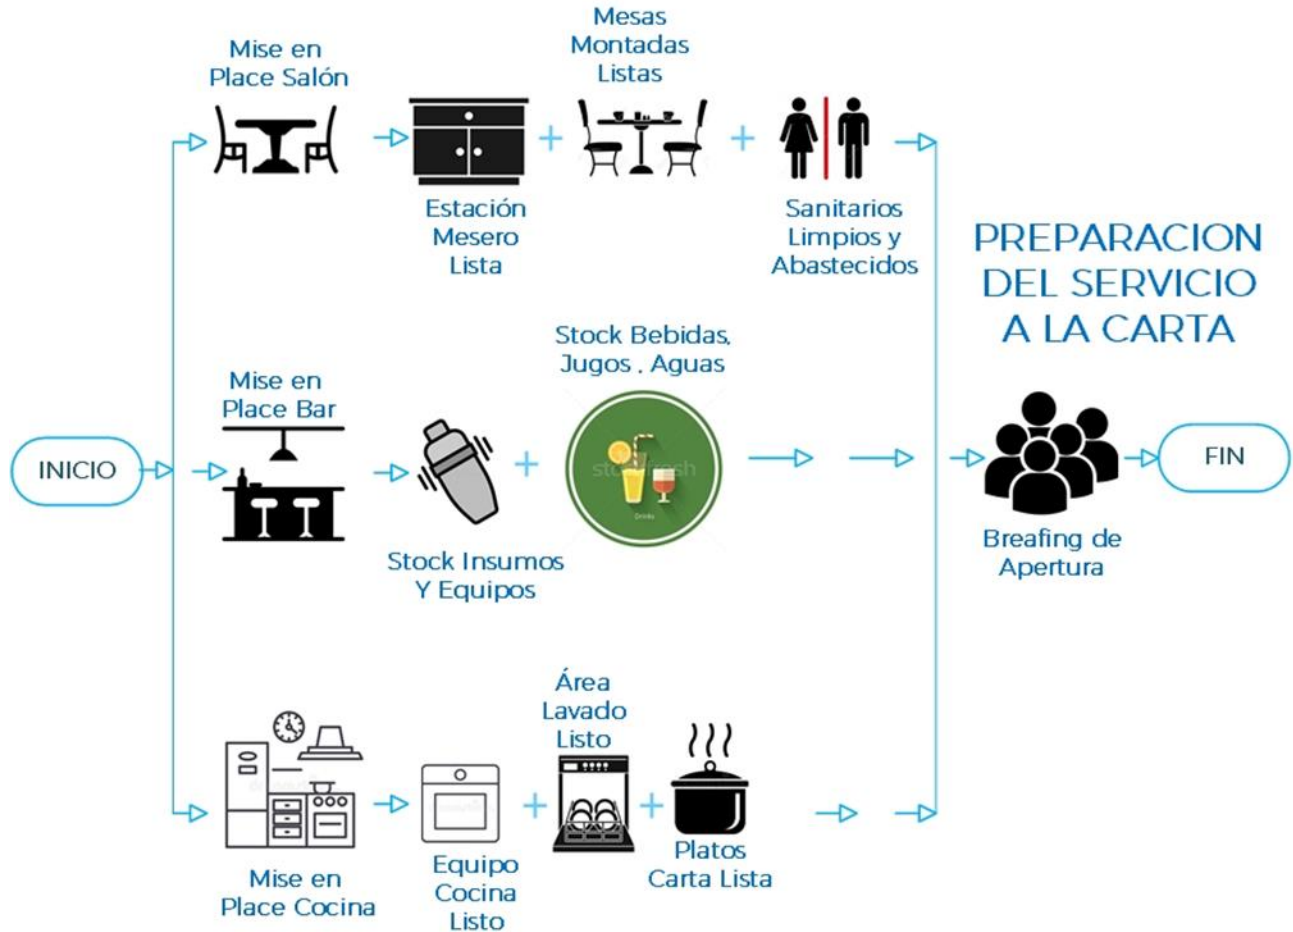 Mise en
Place Salón
Estación
Mesero
Lista
Mesas
Montadas
Listas
Sanitarios
Limpios y
Abastecidos
PREPARACION
DEL SERVICIO
A LA CARTA
INICIO
Mise en
Place Bar
Stock Insumos
Y Equipos
Stock Bebidas,
Jugos , Aguas
Drinks
Breafing de
Apertura
FIN
Mise en
Place Cocina
Equipo
Cocina
Listo
Área
Lavado
Listo
Platos
Carta Lista